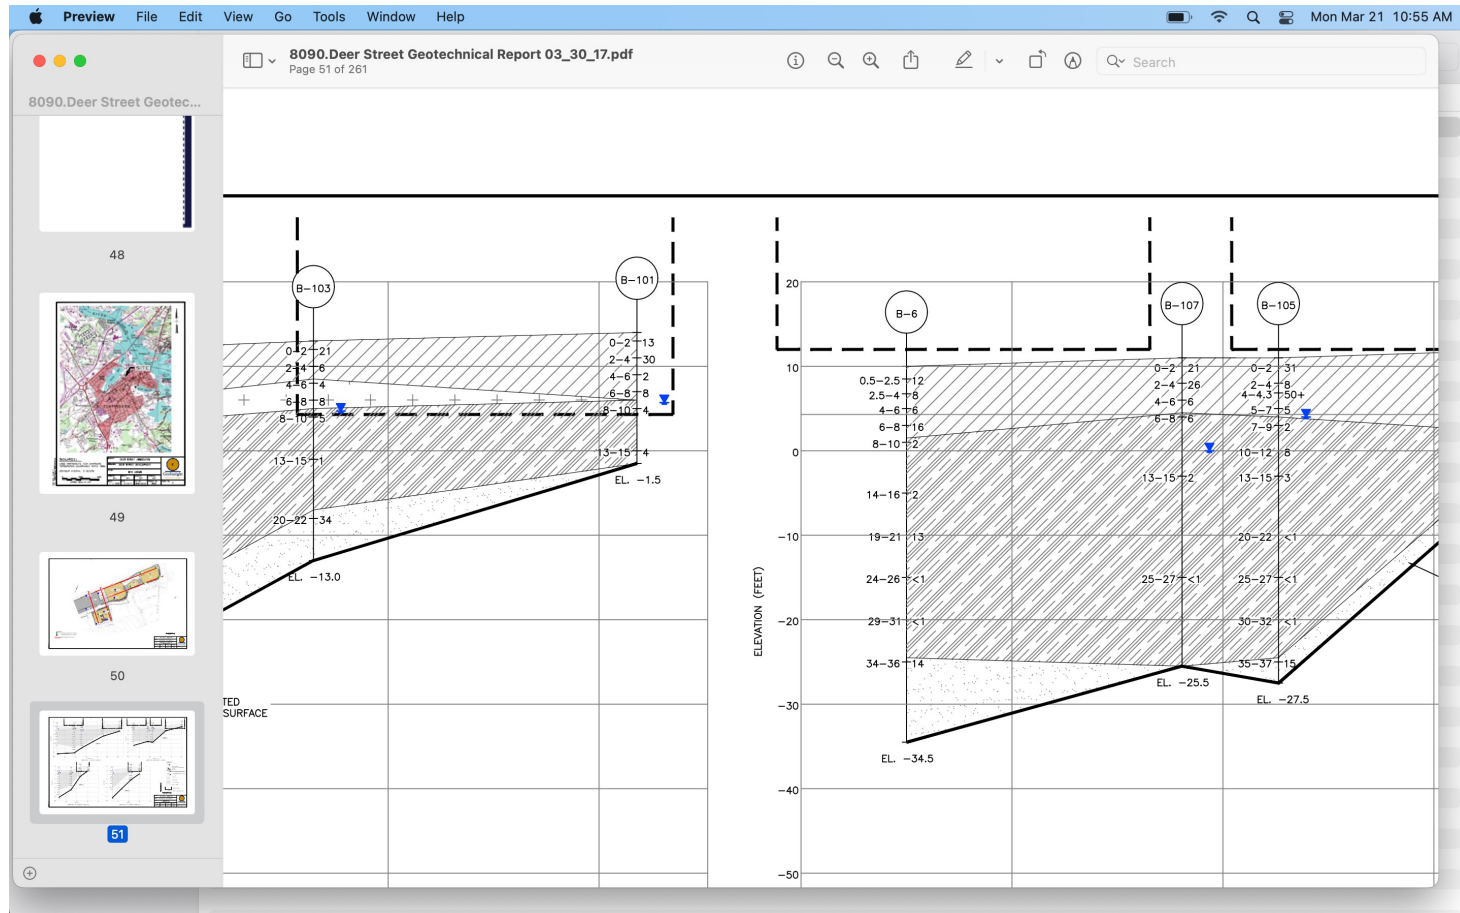 Preview File Edit View Go Tools Window Help Mon Mar 21 10:55 AM
8090.Deer Street Geotechnical Report 03_30_17.pdf
Page 51 of 261
Search
8090.Deer Street Geotec...
48
49
50
51
B-103
0-2 21
2-4 6
4-6 4
6-8 8
8-10 5
13-15 1
20-22 34
EL. -13.0
B-101
0-2 13
2-4 30
4-6 2
6-8 8
8-10 4
13-15 4
EL. -1.5
TED
SURFACE
ELEVATION (FEET)
20
10
0
-10
-20
-30
-40
-50
B-6
0.5-2.5 12
2.5-4 8
4-6 6
6-8 16
8-10 2
14-16 2
19-21 13
24-26 <1
29-31 <1
34-36 14
EL. -34.5
B-107
0-2 21
2-4 26
4-6 6
6-8 6
13-15 2
25-27 <1
EL. -25.5
B-105
0-2 31
2-4 8
4-4.3 50+
5-7 5
7-9 2
10-12 8
13-15 3
20-22 <1
25-27 <1
30-32 <1
35-37 15
EL. -27.5